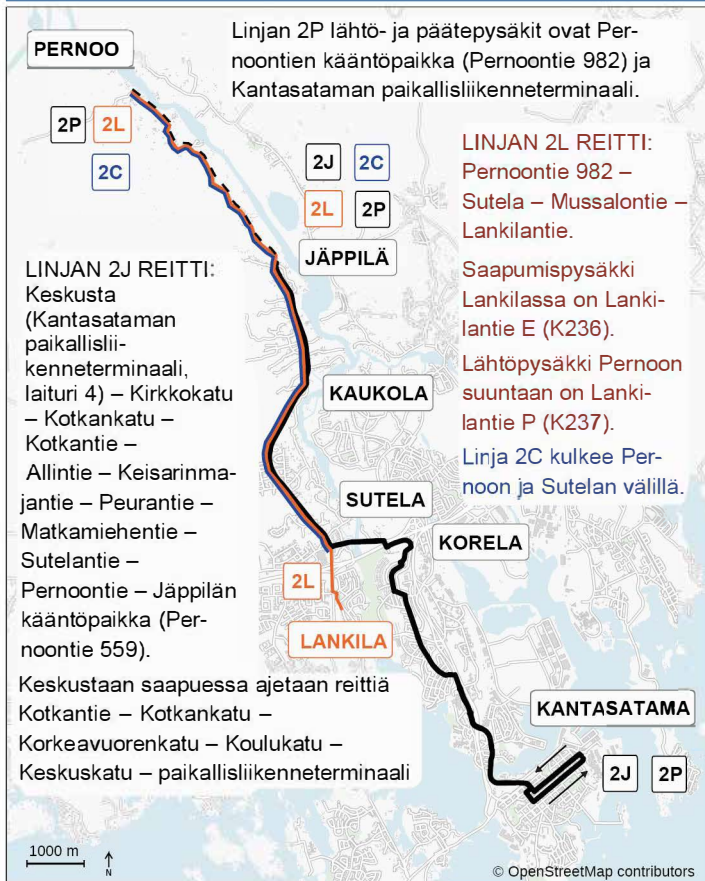 PERNOO
Linjan 2P lähtö- ja päätepysäkit ovat Per-
noontien kääntöpaikka (Pernoontie 982) ja
Kantasataman paikallisliikenneterminaali.
2P 2L
2C
2J 2C
2L 2P
JÄPPILÄ
LINJAN 2L REITTI:
Pernoontie 982 –
Sutela – Mussalontie –
Lankilantie.
Saapumispysäkki
Lankilassa on Lanki-
lantie E (K236).
Lähtöpysäkki Pernoon
suuntaan on Lanki-
lantie P (K237).
Linja 2C kulkee Per-
noon ja Sutelan välillä.
LINJAN 2J REITTI:
Keskusta
(Kantasataman
paikallislii-
kenneterminaali,
laituri 4) – Kirkkokatu
– Kotkankatu –
Kotkantie –
Allintie – Keisarinma-
jantie – Peurantie –
Matkamiehentie –
Sutelantie –
Pernoontie – Jäppilän
kääntöpaikka (Per-
noontie 559).
KAUKOLA
SUTELA
KORELA
2L
LANKILA
Keskustaan saapuessa ajetaan reittiä
Kotkantie – Kotkankatu –
Korkeavuorenkatu – Koulukatu –
Keskuskatu – paikallisliikenneterminaali
KANTASATAMA
2J 2P
1000 m
N
© OpenStreetMap contributors